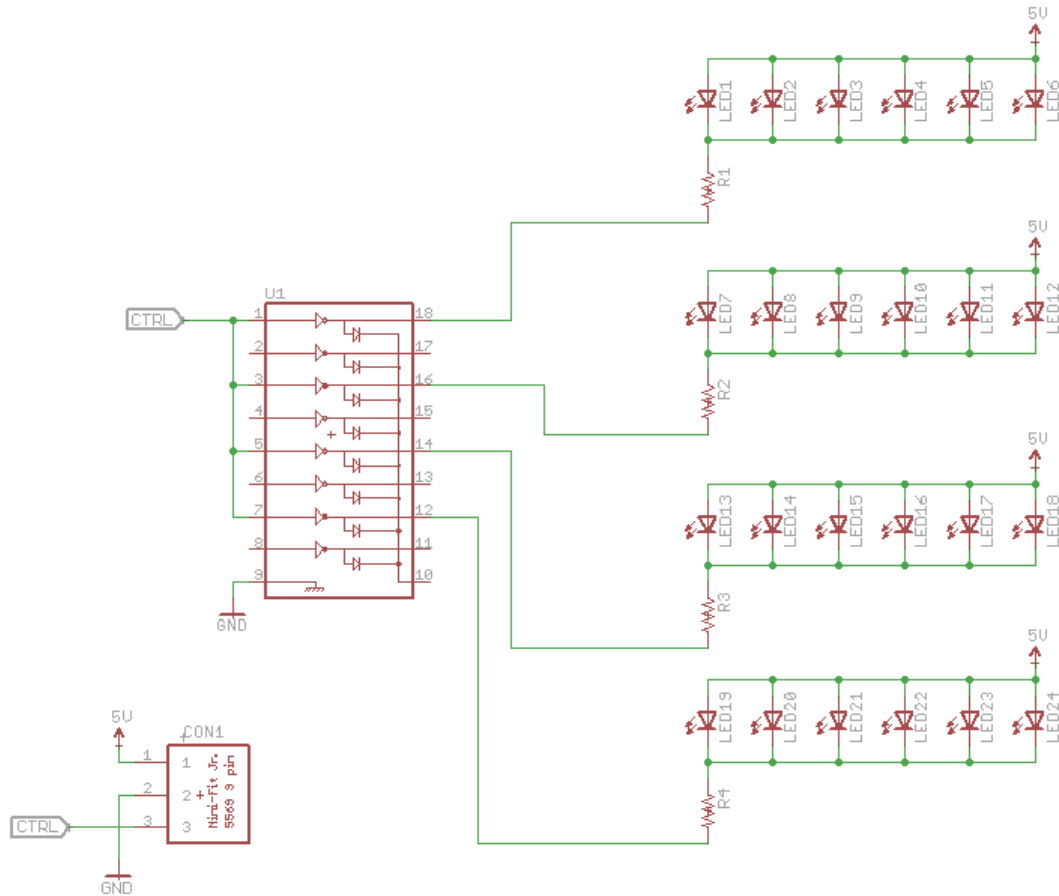 5V
LED1 LED2 LED3 LED4 LED5 LED6
R1
5V
LED7 LED8 LED9 LED10 LED11 LED12
R2
U1
CTRL
1 18
2 17
3 16
4 15
+
5 14
6 13
7 12
8 11
9 10
GND
5V
LED13 LED14 LED15 LED16 LED17 LED18
R3
5V
LED19 LED20 LED21 LED22 LED23 LED24
R4
5V
+
CON1
1 1
2 2 +
3 3
Mini-Fit Jr.
5569 3 pin
CTRL
GND